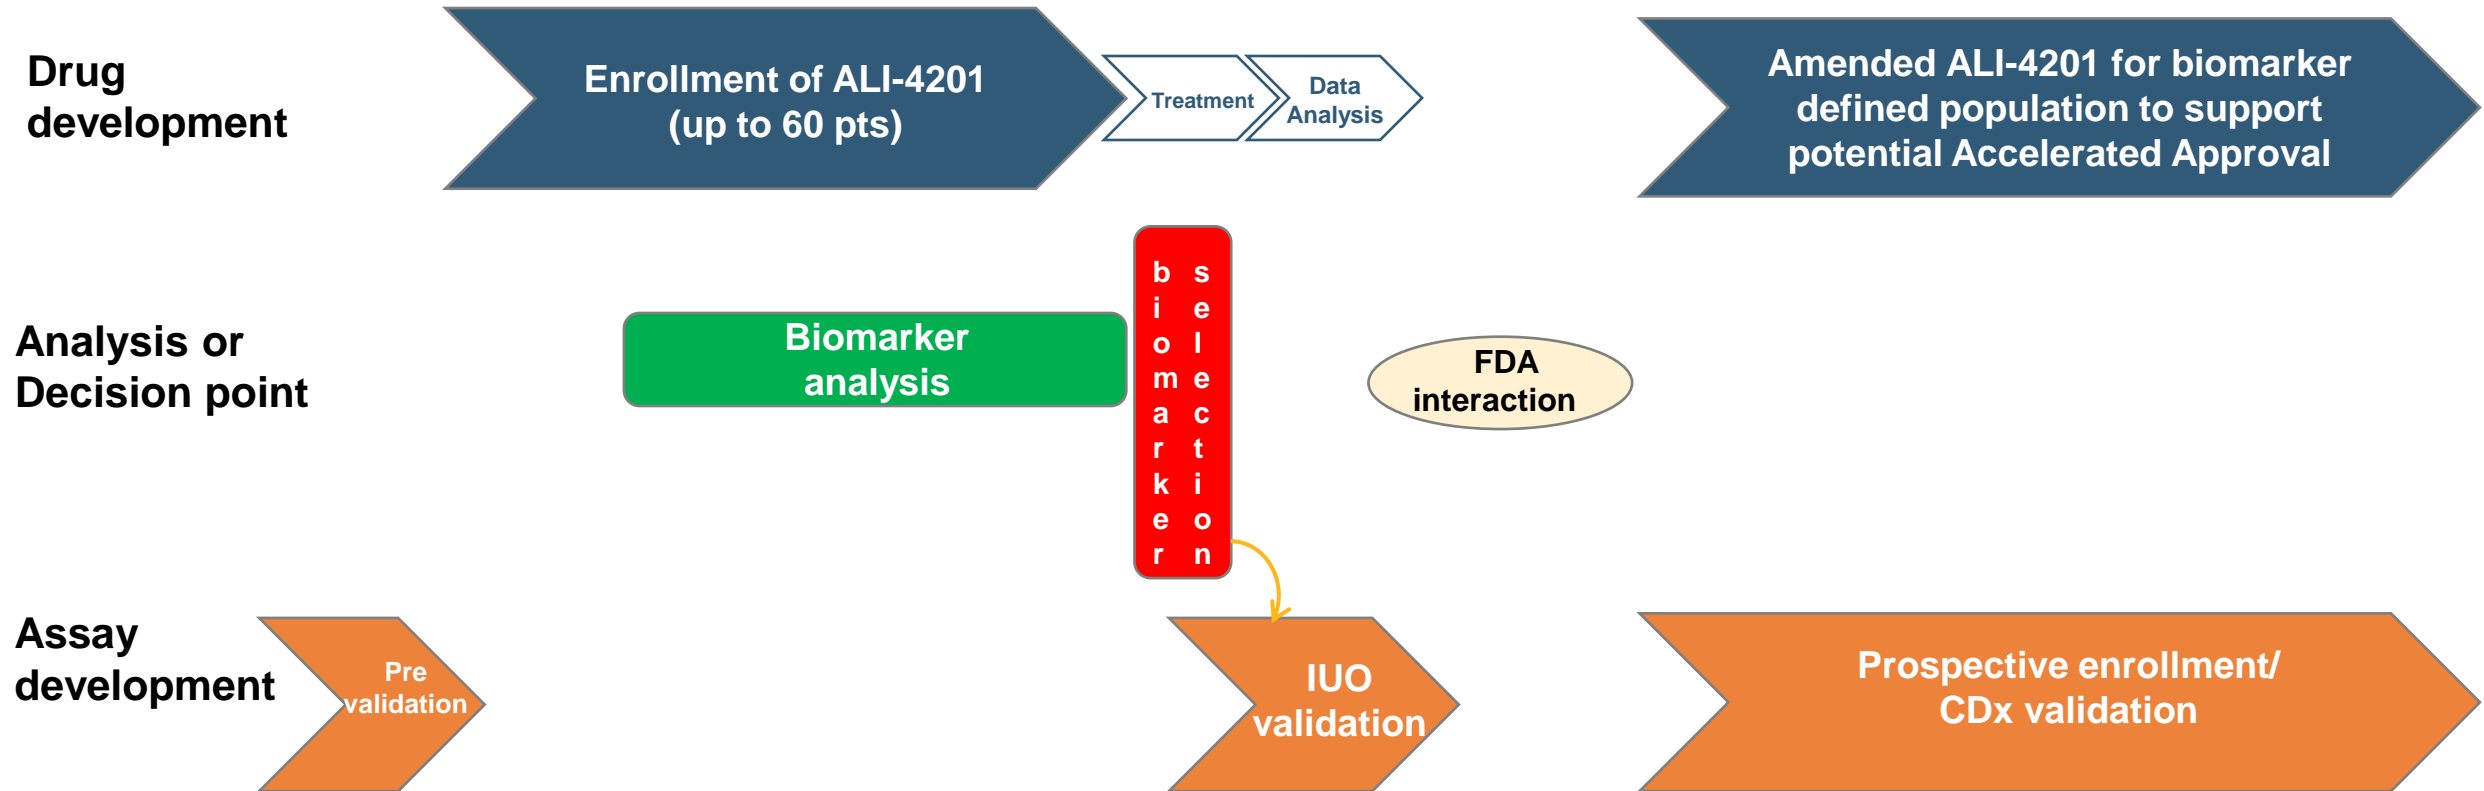 Drug
development
Enrollment of ALI-4201
(up to 60 pts)
Treatment
Data
Analysis
Amended ALI-4201 for biomarker
defined population to support
potential Accelerated Approval
Analysis or
Decision point
Biomarker
analysis
biomarker
selection
FDA
interaction
Assay
development
Pre
validation
IUO
validation
Prospective enrollment/
CDx validation